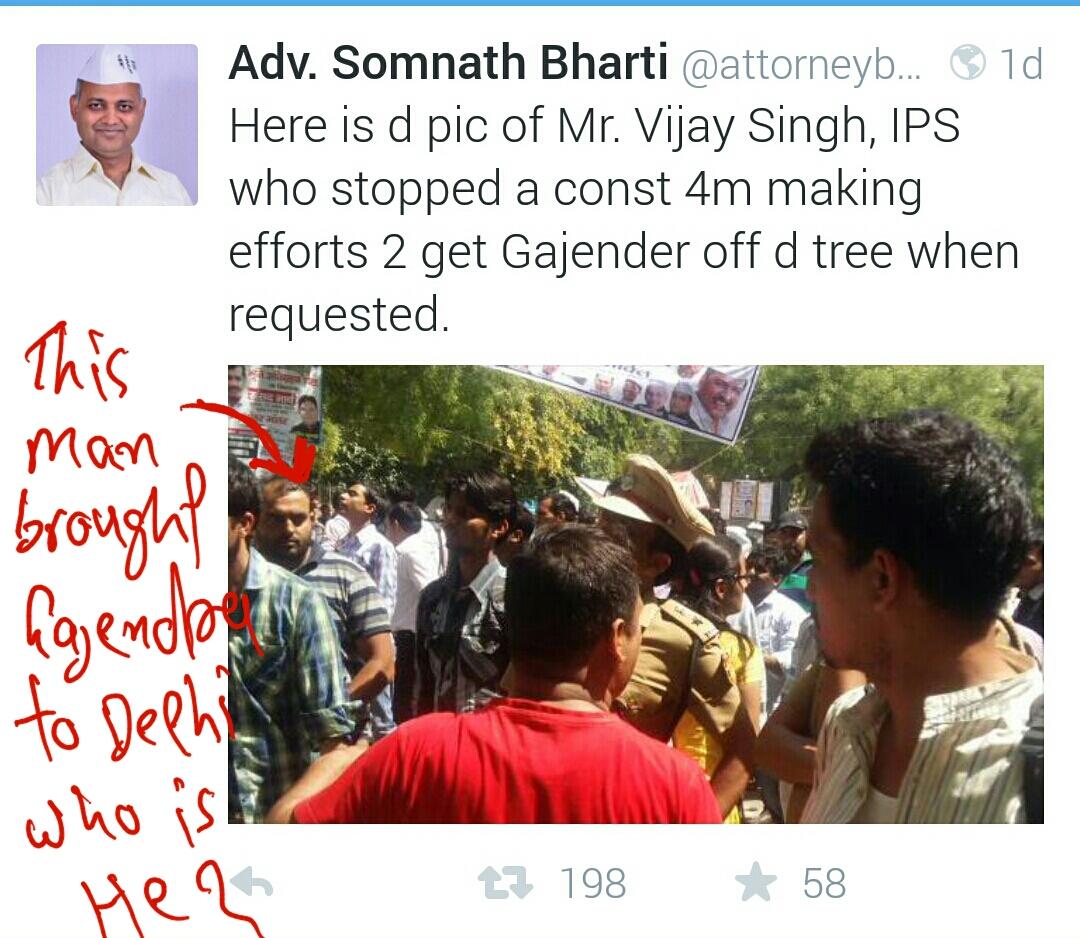 Adv. Somnath Bharti @attorneyb... 1d
Here is d pic of Mr. Vijay Singh, IPS
who stopped a const 4m making
efforts 2 get Gajender off d tree when
requested.
This
man
brought
Gajender
to Delhi
who is
He?
198 58